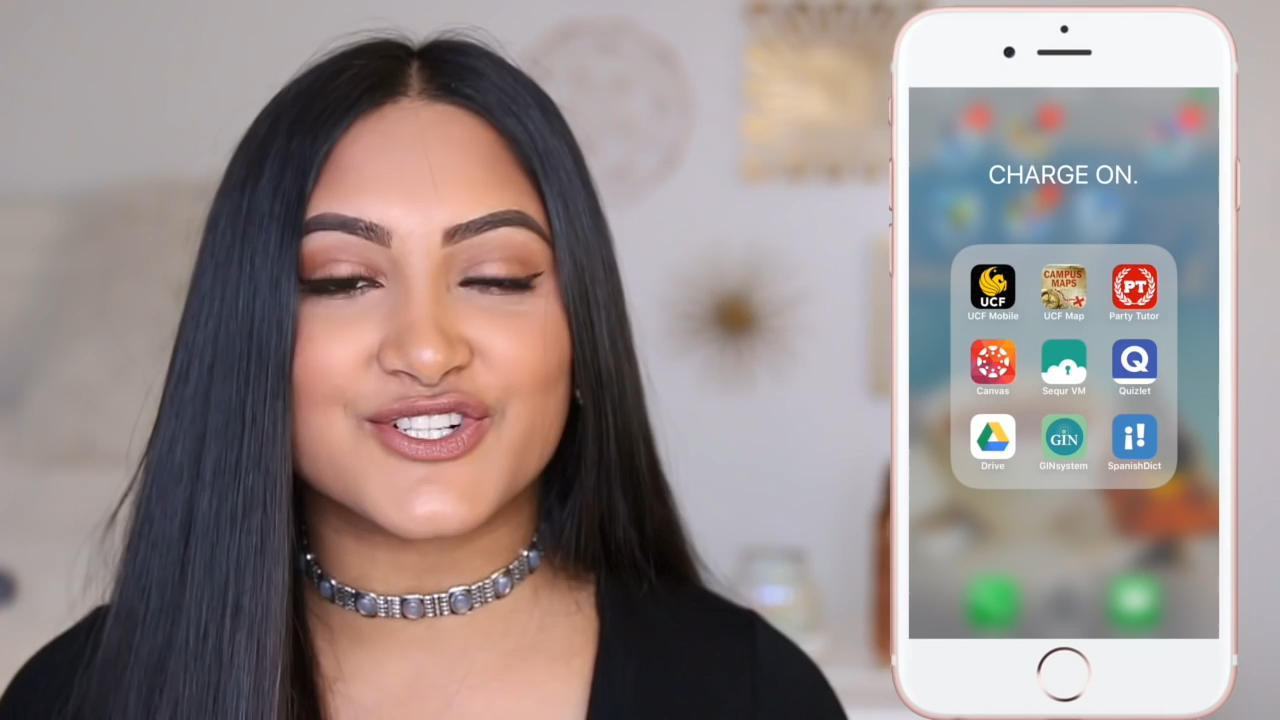 CHARGE ON.
UCF
CAMPUS
MAPS
PT
UCF Mobile
UCF Map
Party Tutor
Q
Canvas
Sequr VM
Quizlet
GIN
¡!
Drive
GINsystem
SpanishDict